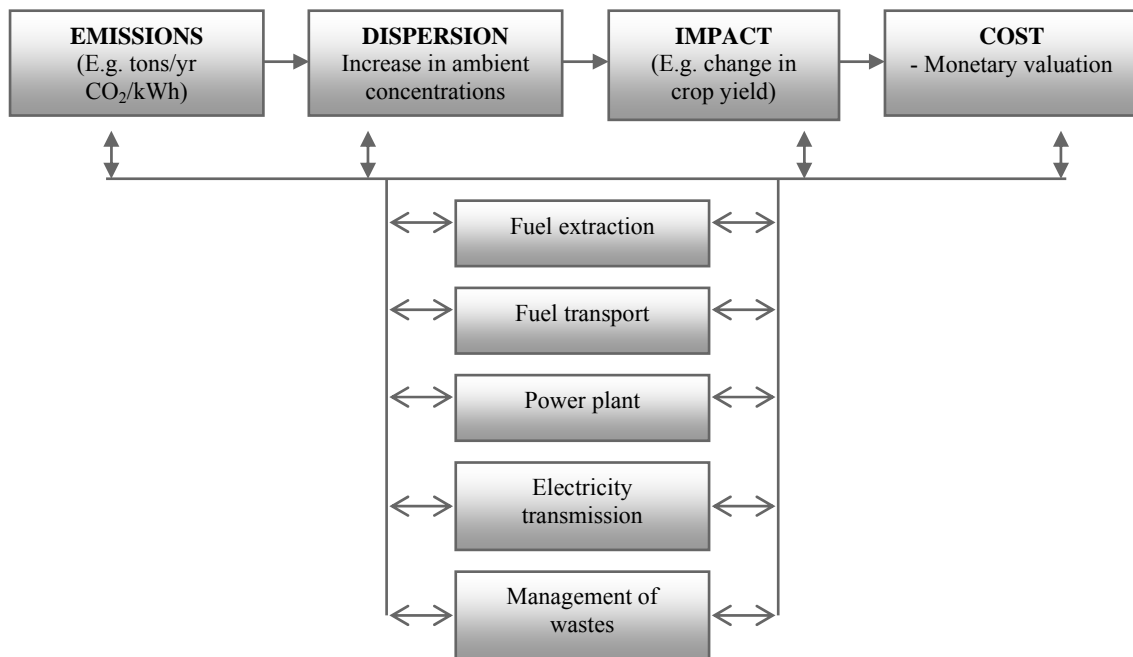 EMISSIONS
(E.g. tons/yr
CO₂/kWh)
DISPERSION
Increase in ambient
concentrations
IMPACT
(E.g. change in
crop yield)
COST
- Monetary valuation
Fuel extraction
Fuel transport
Power plant
Electricity
transmission
Management of
wastes